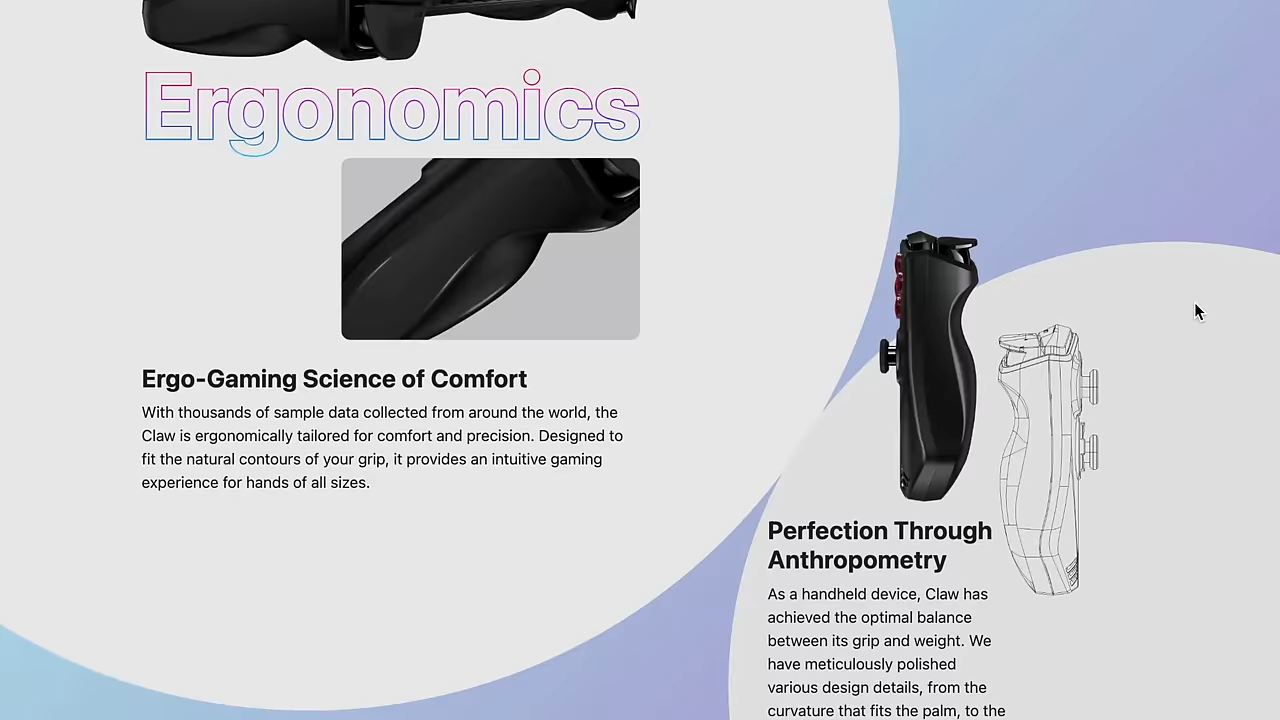 Ergonomics
Ergo-Gaming Science of Comfort
With thousands of sample data collected from around the world, the
Claw is ergonomically tailored for comfort and precision. Designed to
fit the natural contours of your grip, it provides an intuitive gaming
experience for hands of all sizes.
Perfection Through
Anthropometry
As a handheld device, Claw has
achieved the optimal balance
between its grip and weight. We
have meticulously polished
various design details, from the
curvature that fits the palm, to the